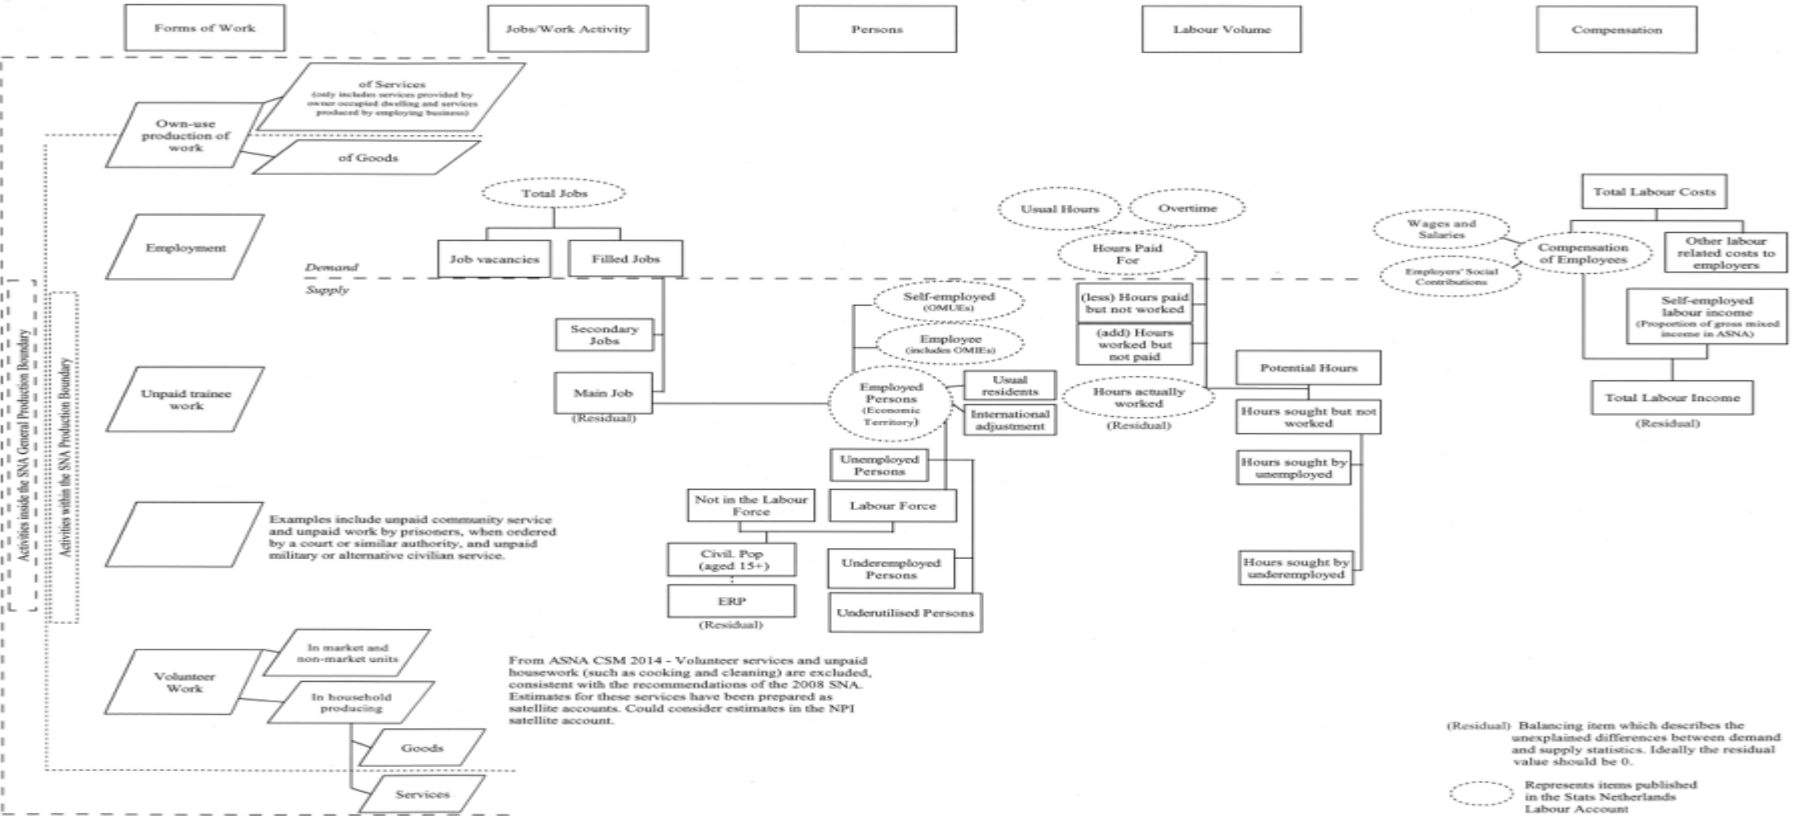 Forms of Work
Jobs/Work Activity
Persons
Labour Volume
Compensation
of Services
(only includes services provided by
owner occupied dwelling and services
produced by employing business)
Own-use
production of
work
of Goods
Total Jobs
Employment
Job vacancies
Filled Jobs
Demand
Supply
Secondary
Jobs
Unpaid trainee
work
Main Job
(Residual)
Examples include unpaid community service
and unpaid work by prisoners, when ordered
by a court or similar authority, and unpaid
military or alternative civilian service.
Activities inside the SNA General Production Boundary
Activities within the SNA Production Boundary
Volunteer
Work
In market and
non-market units
In household
producing
Goods
Services
Self-employed
(OMUEs)
Employee
(includes OMIEs)
Employed
Persons
(Economic
Territory)
Usual
residents
International
adjustment
Unemployed
Persons
Not in the Labour
Force
Labour Force
Civil. Pop
(aged 15+)
Underemployed
Persons
ERP
(Residual)
Underutilised Persons
From ASNA CSM 2014 - Volunteer services and unpaid
housework (such as cooking and cleaning) are excluded,
consistent with the recommendations of the 2008 SNA.
Estimates for these services have been prepared as
satellite accounts. Could consider estimates in the NPI
satellite account.
Usual Hours
Overtime
Hours Paid
For
(less) Hours paid
but not worked
(add) Hours
worked but
not paid
Hours actually
worked
(Residual)
Potential Hours
Hours sought but not
worked
Hours sought by
unemployed
Hours sought by
underemployed
Total Labour Costs
Wages and
Salaries
Compensation
of Employees
Other labour
related costs to
employers
Employers' Social
Contributions
Self-employed
labour income
(Proportion of gross mixed
income in ASNA)
Total Labour Income
(Residual)
(Residual) Balancing item which describes the
unexplained differences between demand
and supply statistics. Ideally the residual
value should be 0.
Represents items published
in the Stats Netherlands
Labour Account